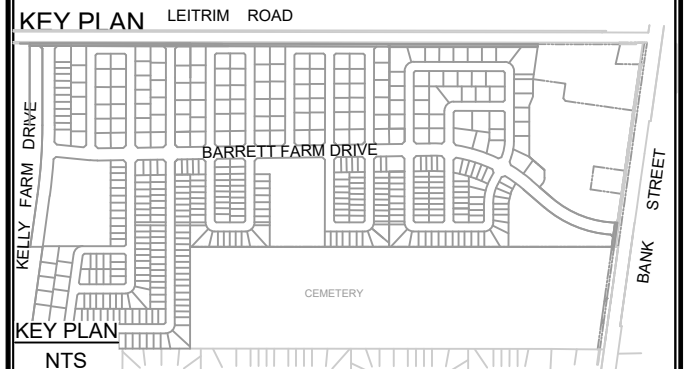 KEY PLAN
LEITRIM ROAD
KELLY FARM DRIVE
BARRETT FARM DRIVE
BANK STREET
CEMETERY
KEY PLAN
NTS